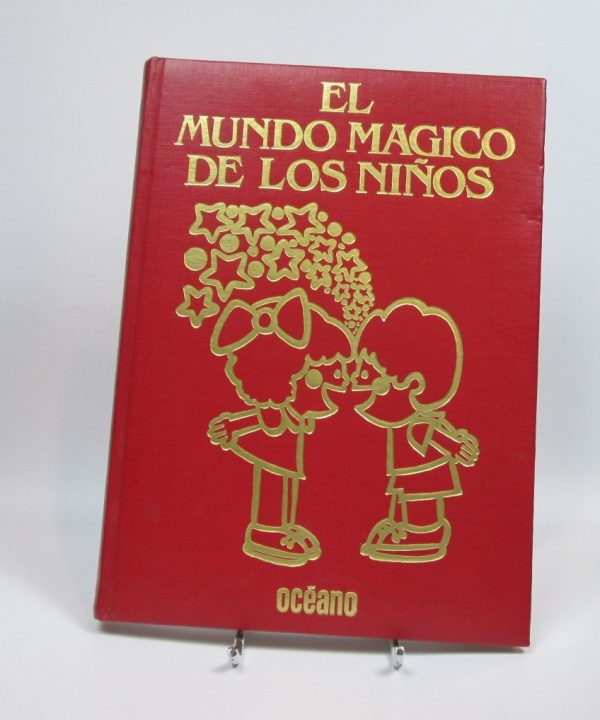 EL
MUNDO MAGICO
DE LOS NIÑOS
océano